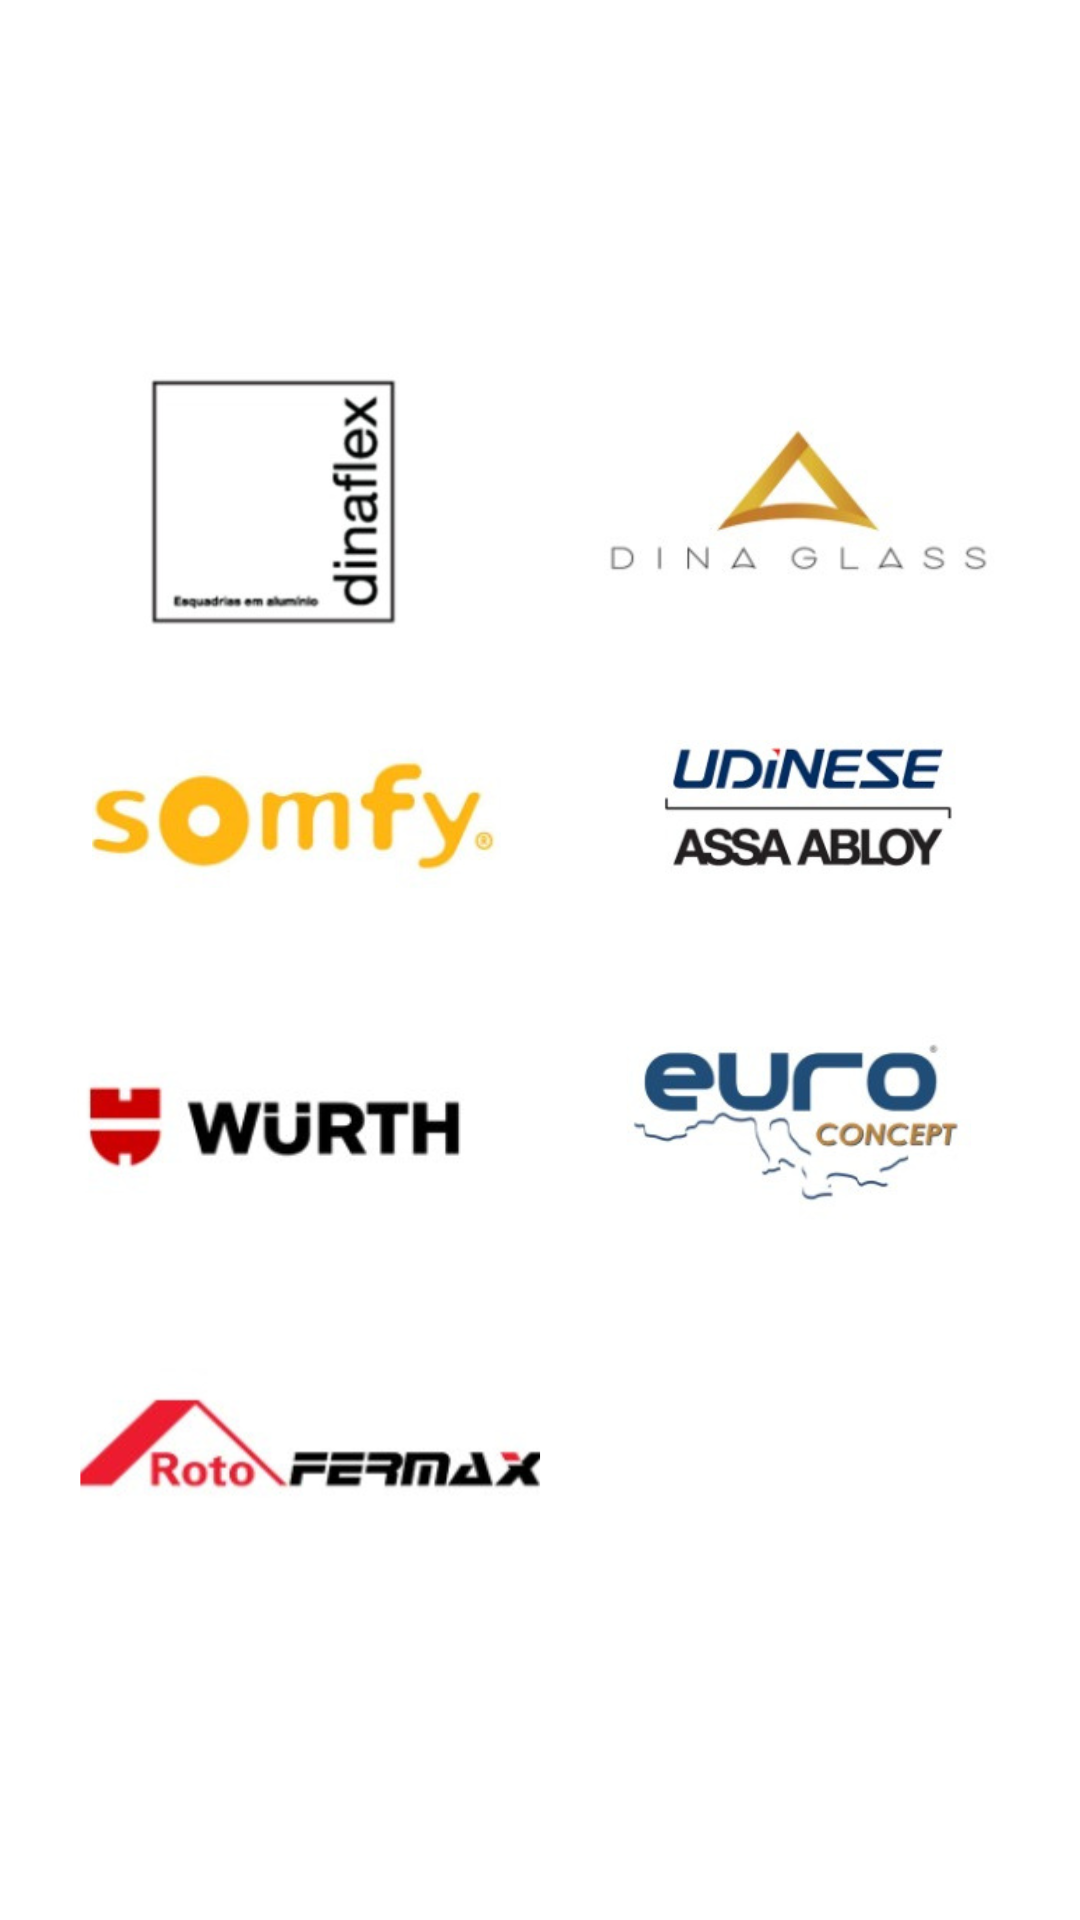 dinaflex
Esquadrias em alumínio
DINA GLASS
somfy®
UDiNESE
ASSA ABLOY
WÜRTH
euro®
CONCEPT
Roto FERMAX